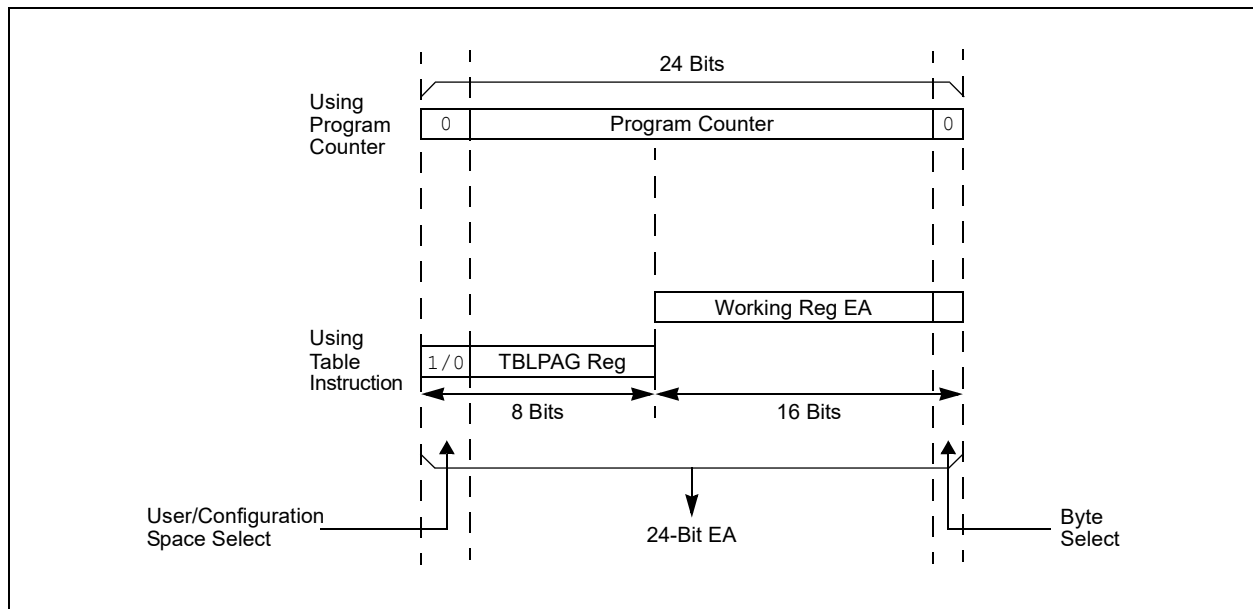 24 Bits
Using
Program
Counter
0
Program Counter
0
Working Reg EA
Using
Table
Instruction
1/0
TBLPAG Reg
8 Bits
16 Bits
User/Configuration
Space Select
24-Bit EA
Byte
Select